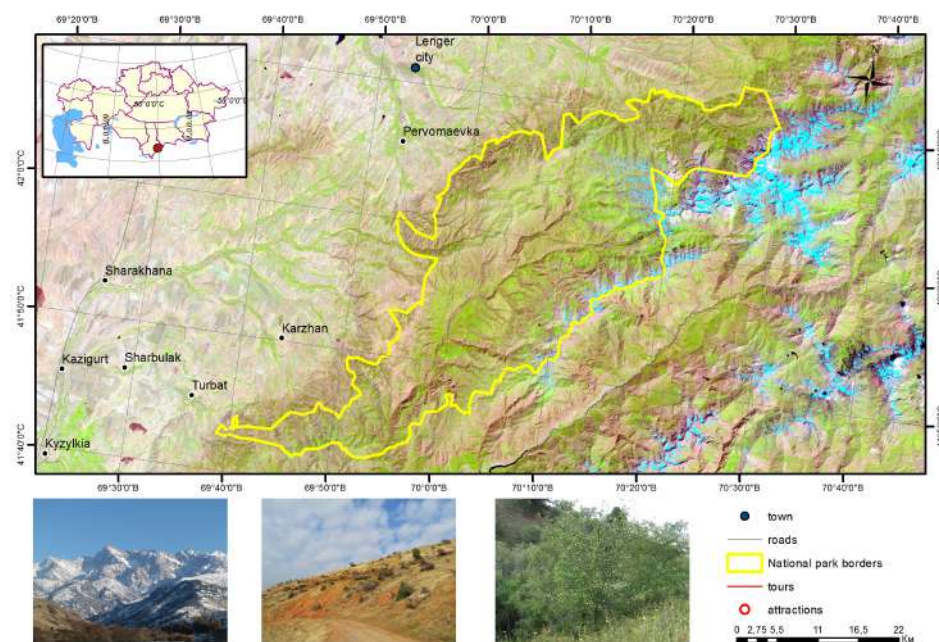 69°20'0"В 69°30'0"В 69°40'0"В 69°50'0"В 70°0'0"В 70°10'0"В 70°20'0"В 70°30'0"В 70°40'0"В
Lenger
city
N
Pervomaevka
42°0'0"С
Sharakhana
41°50'0"С
Karzhan
Kazigurt
Sharbulak
Turbat
41°40'0"С
Kyzylkia
69°30'0"В 69°40'0"В 69°50'0"В 70°0'0"В 70°10'0"В 70°20'0"В 70°30'0"В 70°40'0"В
town
roads
National park borders
tours
attractions
0 2,75 5,5 11 16,5 22
Км